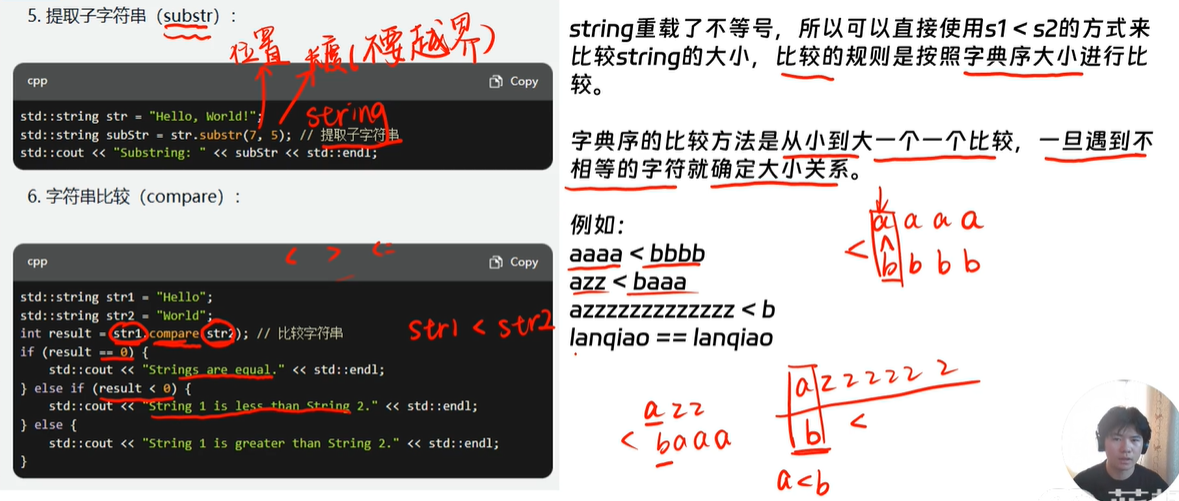 5. 提取子字符串（substr）：
位置 长度(不要越界)
cpp
Copy
std::string str = "Hello, World!";
string
std::string subStr = str.substr(7, 5); // 提取子字符串
std::cout << "Substring: " << subStr << std::endl;
6. 字符串比较（compare）：
< > <=
cpp
Copy
std::string str1 = "Hello";
std::string str2 = "World";
int result = str1.compare(str2); // 比较字符串
str1 < str2
if (result == 0) {
std::cout << "Strings are equal." << std::endl;
} else if (result < 0) {
std::cout << "String 1 is less than String 2." << std::endl;
} else {
std::cout << "String 1 is greater than String 2." << std::endl;
}
string重载了不等号，所以可以直接使用s1 < s2的方式来
比较string的大小，比较的规则是按照字典序大小进行比
较。
字典序的比较方法是从小到大一个一个比较，一旦遇到不
相等的字符就确定大小关系。
例如：
aaaa < bbbb
azz < baaa
azzzzzzzzzzzzz < b
lanqiao == lanqiao
a a a a
<
b b b b
a z z
< b a a a
a z z z z z z
b <
a<b